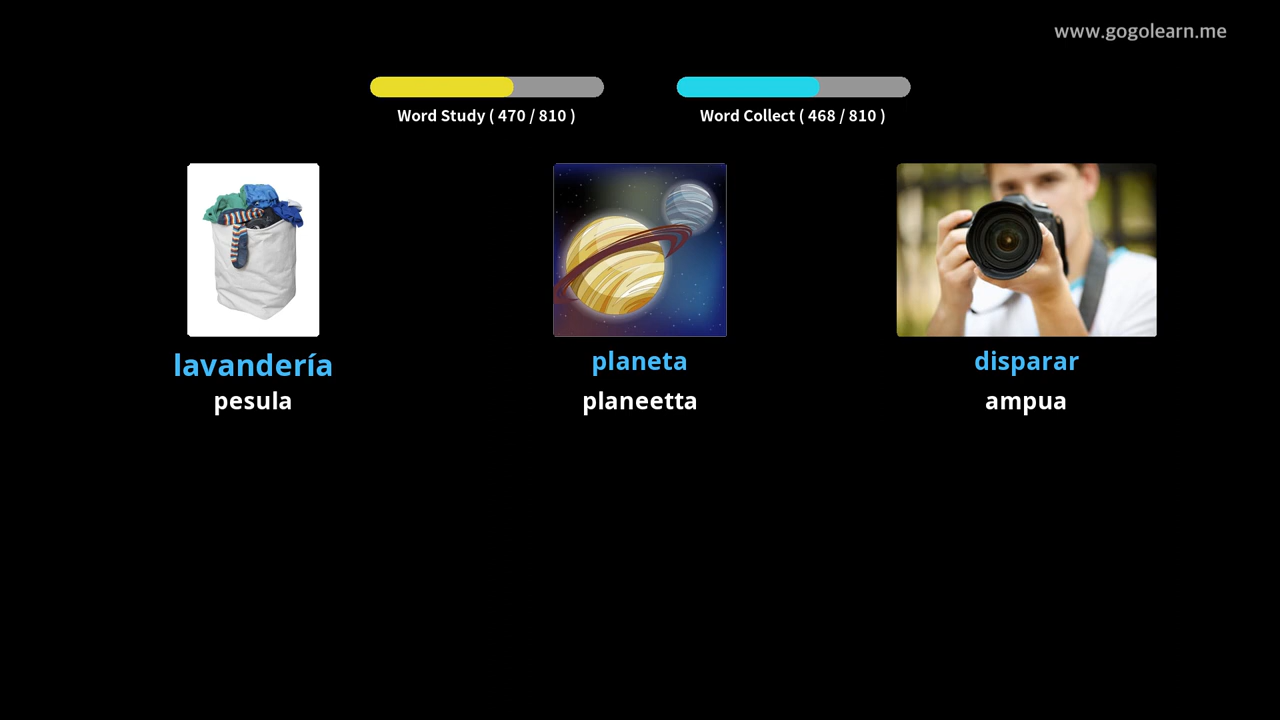 www.gogolearn.me
Word Study ( 470 / 810 )
Word Collect ( 468 / 810 )
lavandería
pesula
planeta
planeetta
disparar
ampua